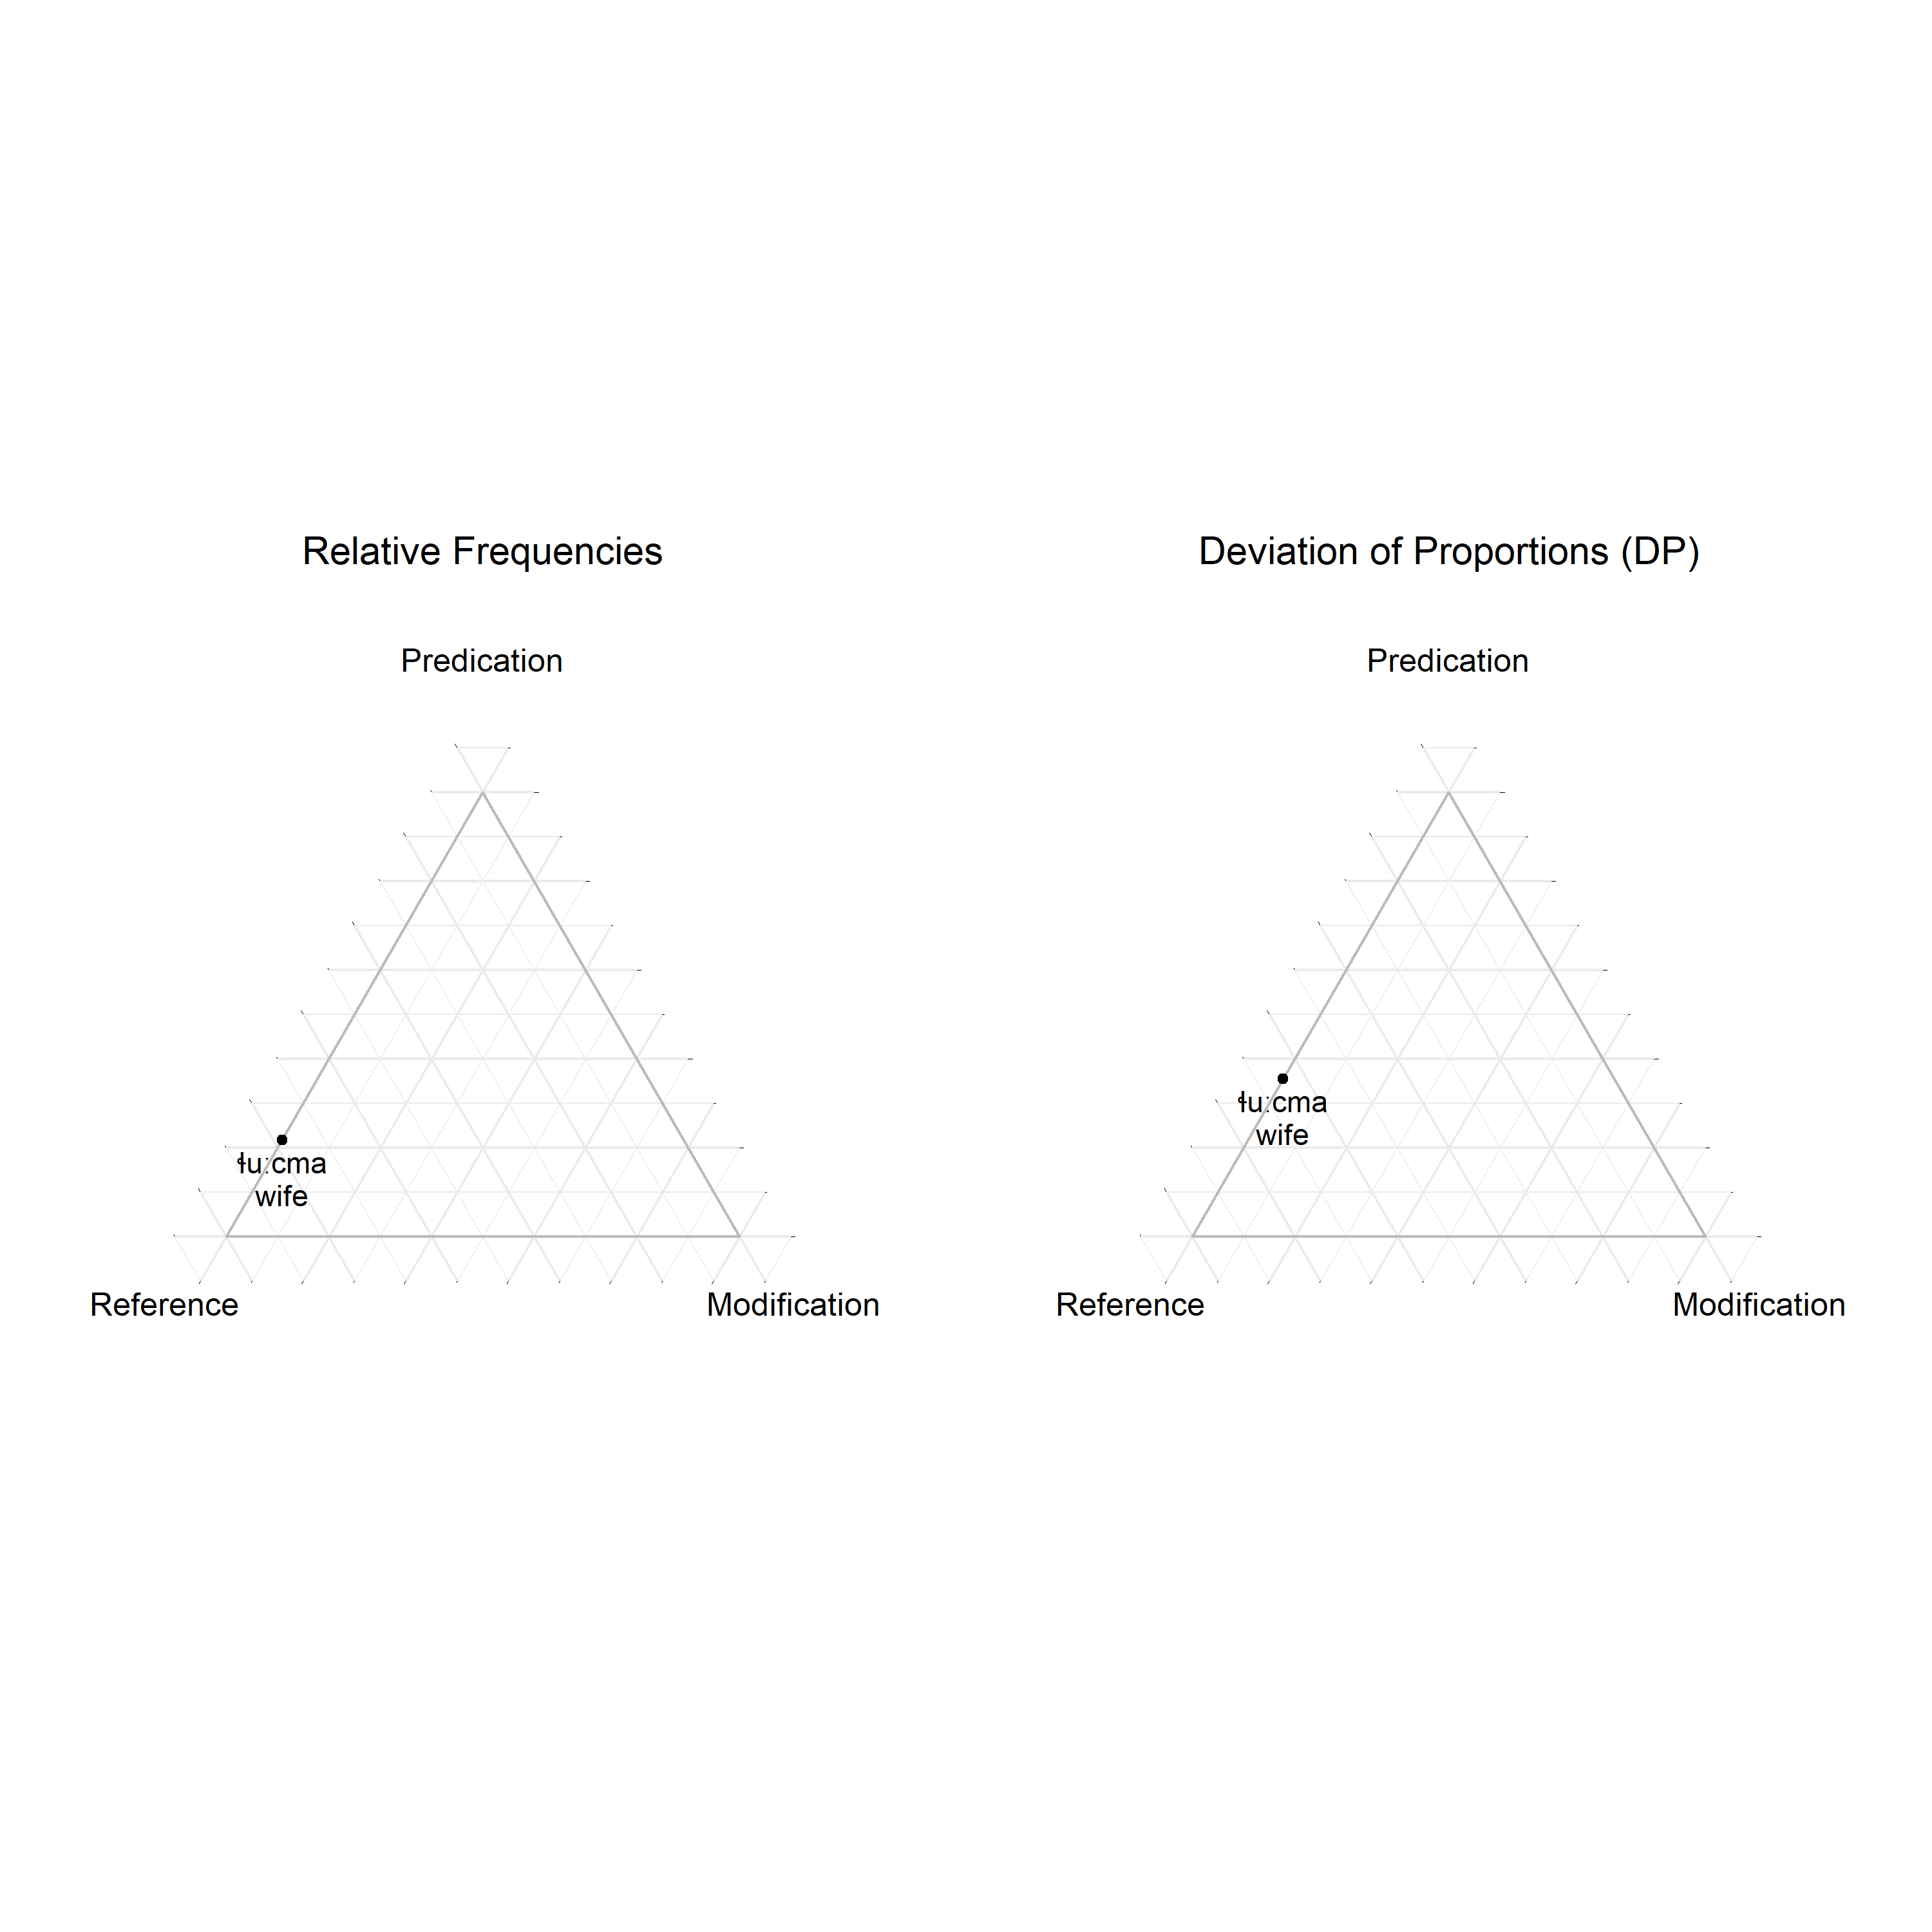 Relative Frequencies
Predication
ɬuːcma
wife
Reference
Modification
Deviation of Proportions (DP)
Predication
ɬuːcma
wife
Reference
Modification